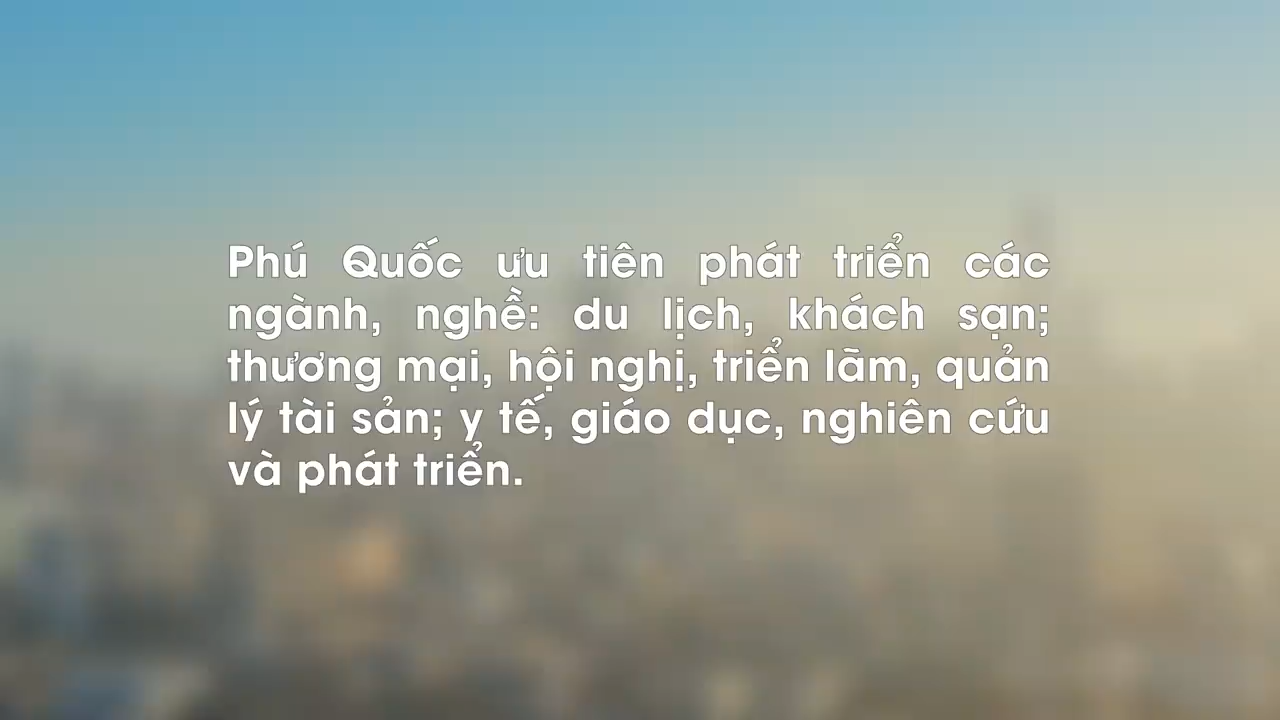 Phú Quốc ưu tiên phát triển các
ngành, nghề: du lịch, khách sạn;
thương mại, hội nghị, triển lãm, quản
lý tài sản; y tế, giáo dục, nghiên cứu
và phát triển.